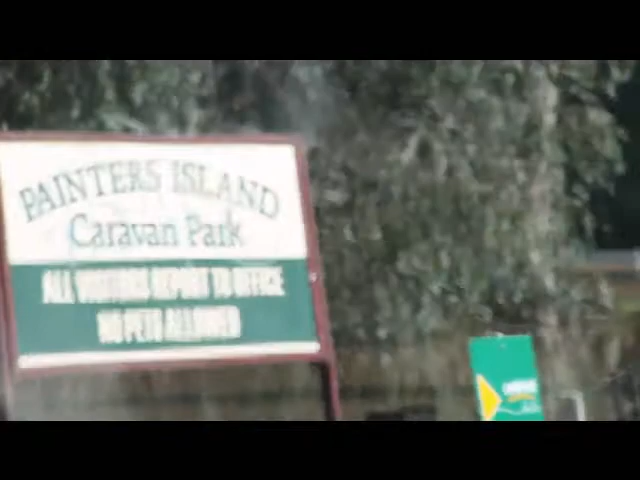 PAINTERS ISLAND
Caravan Park
ALL VISITORS REPORT TO OFFICE
NO PETS ALLOWED